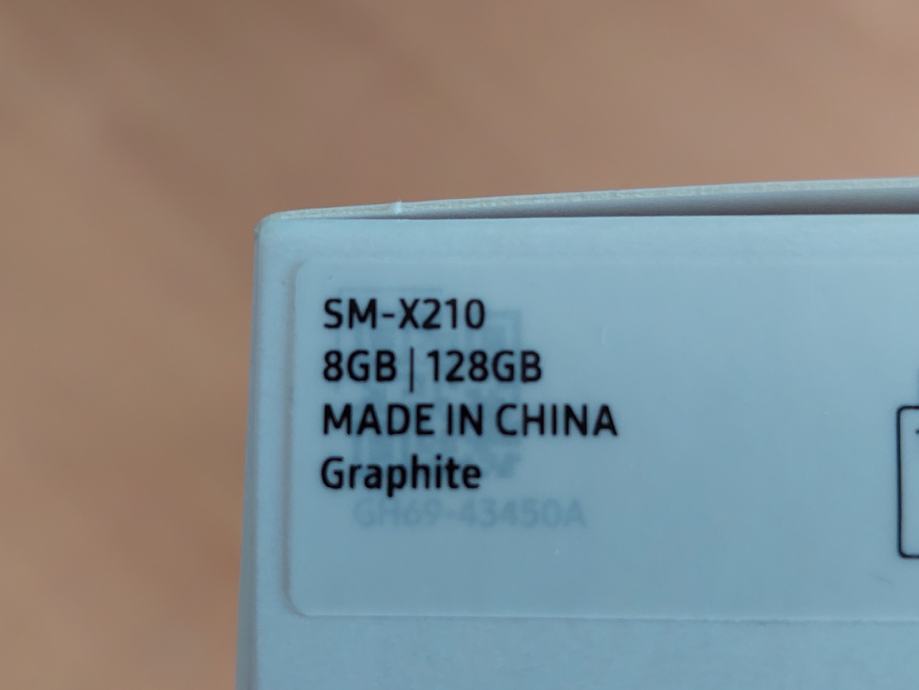 SM-X210
8GB | 128GB
MADE IN CHINA
Graphite
GH69-43450A